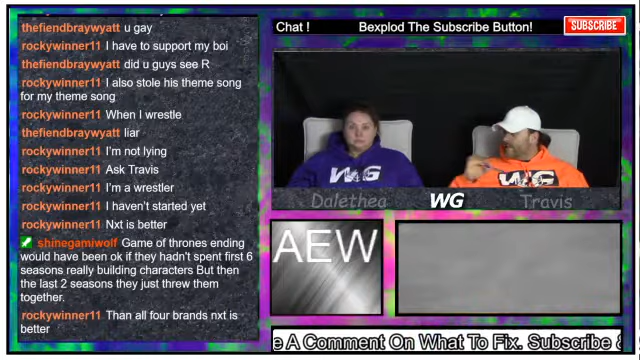 thefiendbraywyatt u gay
rockywinner11 I have to support my boi
thefiendbraywyatt did u guys see R
rockywinner11 I also stole his theme song
for my theme song
rockywinner11 When I wrestle
thefiendbraywyatt liar
rockywinner11 I'm not lying
rockywinner11 Ask Travis
rockywinner11 I'm a wrestler
rockywinner11 I haven't started yet
rockywinner11 Nxt is better
shinegamiwolf Game of thrones ending
would have been ok if they hadn't spent first 6
seasons really building characters But then
the last 2 seasons they just threw them
together.
rockywinner11 Than all four brands nxt is
better
Chat ! Bexplod The Subscribe Button! SUBSCRIBE
WG WG
Dalethea WG Travis
AEW
e A Comment On What To Fix. Subscribe &